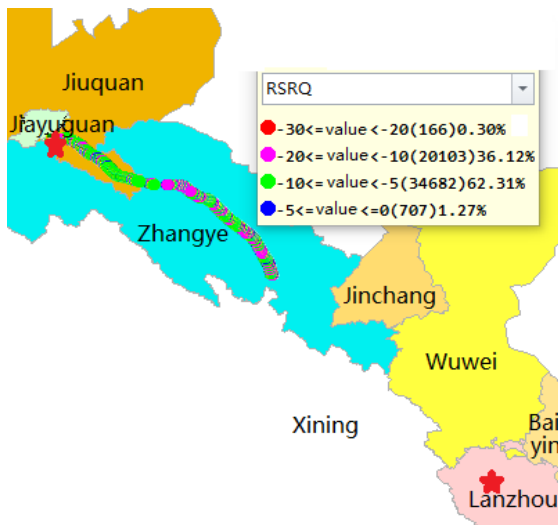 Jiuquan
Jiayuguan
RSRQ
-30<=value<-20(166)0.30%
-20<=value<-10(20103)36.12%
-10<=value<-5(34682)62.31%
-5<=value<=0(707)1.27%
Zhangye
Jinchang
Wuwei
Xining
Bai
yin
Lanzhou